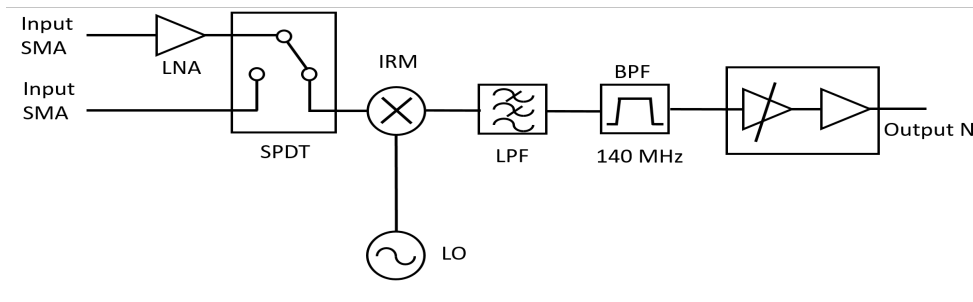 Input
SMA
LNA
Input
SMA
SPDT
IRM
LO
LPF
BPF
140 MHz
Output N